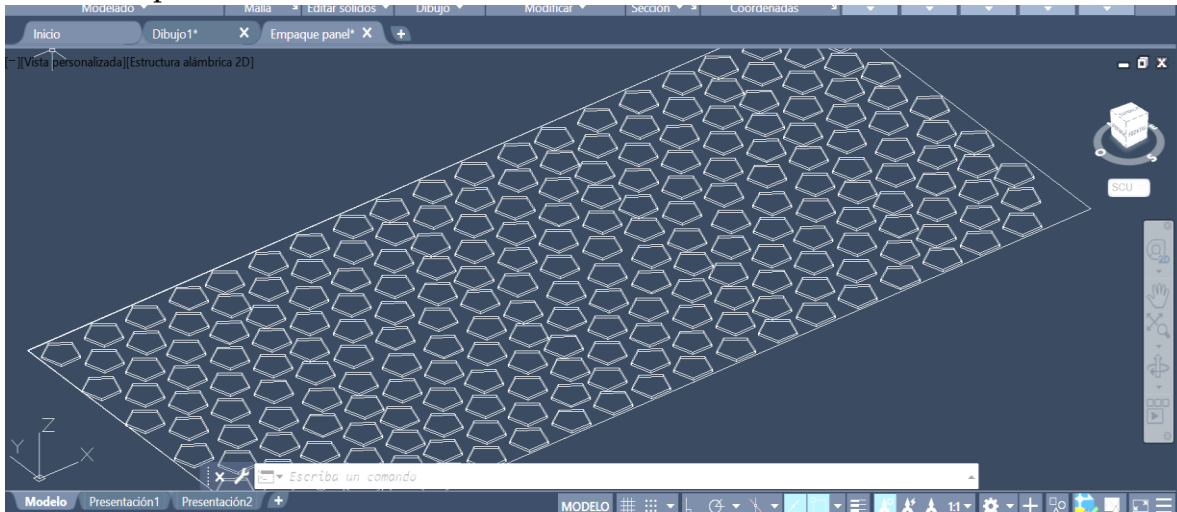 Modelado Malla Editar sólidos Dibujo Modificar Sección Coordenadas
Inicio Dibujo1* X Empaque panel* X +
[−][Vista personalizada][Estructura alámbrica 2D]
O S
SCU
2D
Z
Y X
Escriba un comando
Modelo Presentación1 Presentación2 +
MODELO 1:1